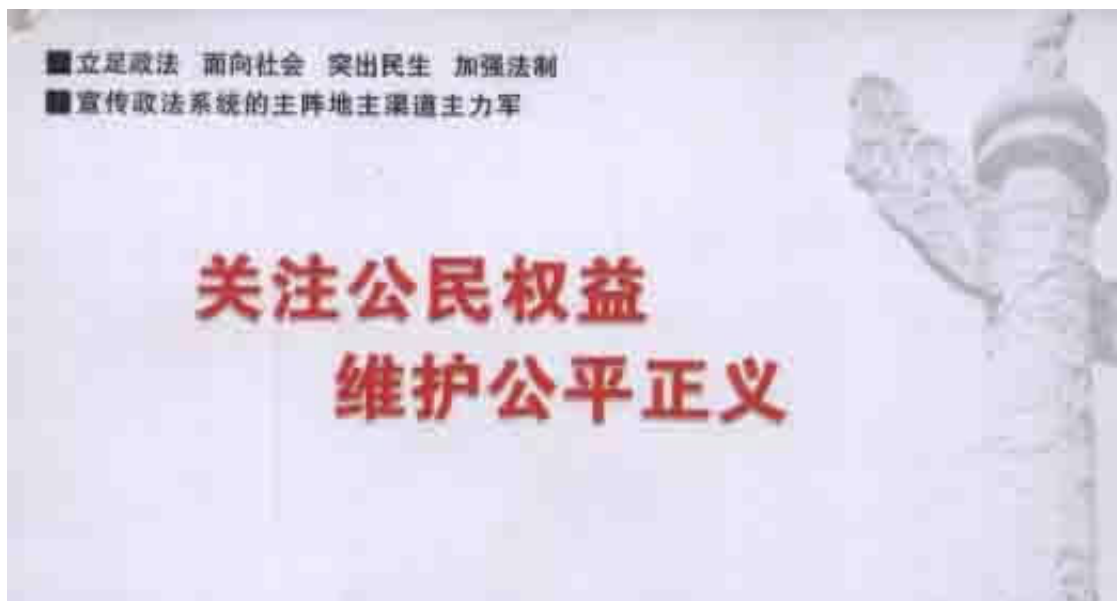 ■立足政法 面向社会 突出民生 加强法制
■宣传政法系统的主阵地主渠道主力军
关注公民权益
维护公平正义